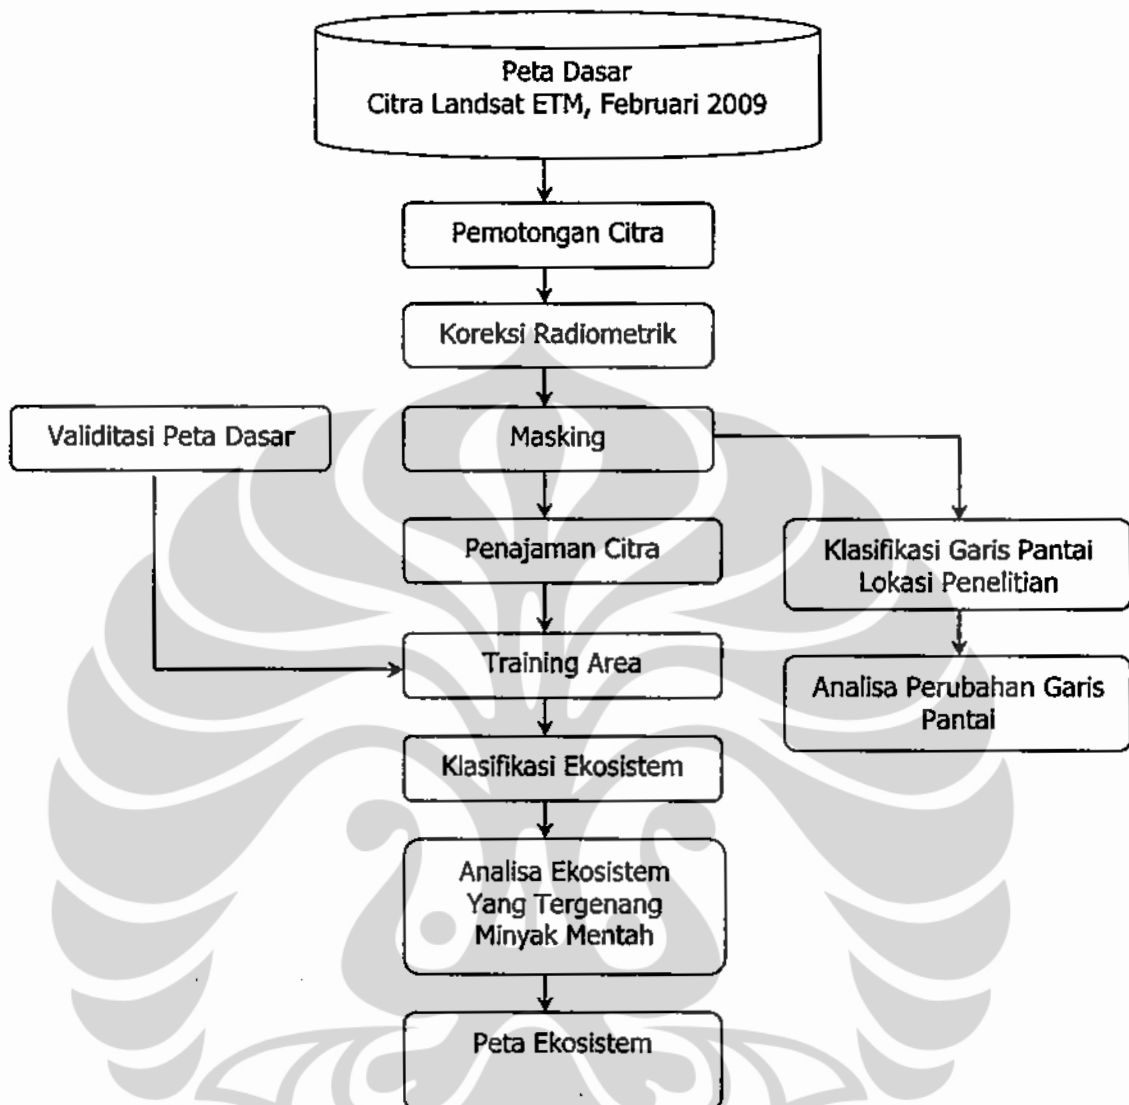 Peta Dasar
Citra Landsat ETM, Februari 2009
Pemotongan Citra
Koreksi Radiometrik
Validitasi Peta Dasar
Masking
Penajaman Citra
Klasifikasi Garis Pantai
Lokasi Penelitian
Training Area
Analisa Perubahan Garis
Pantai
Klasifikasi Ekosistem
Analisa Ekosistem
Yang Tergenang
Minyak Mentah
Peta Ekosistem